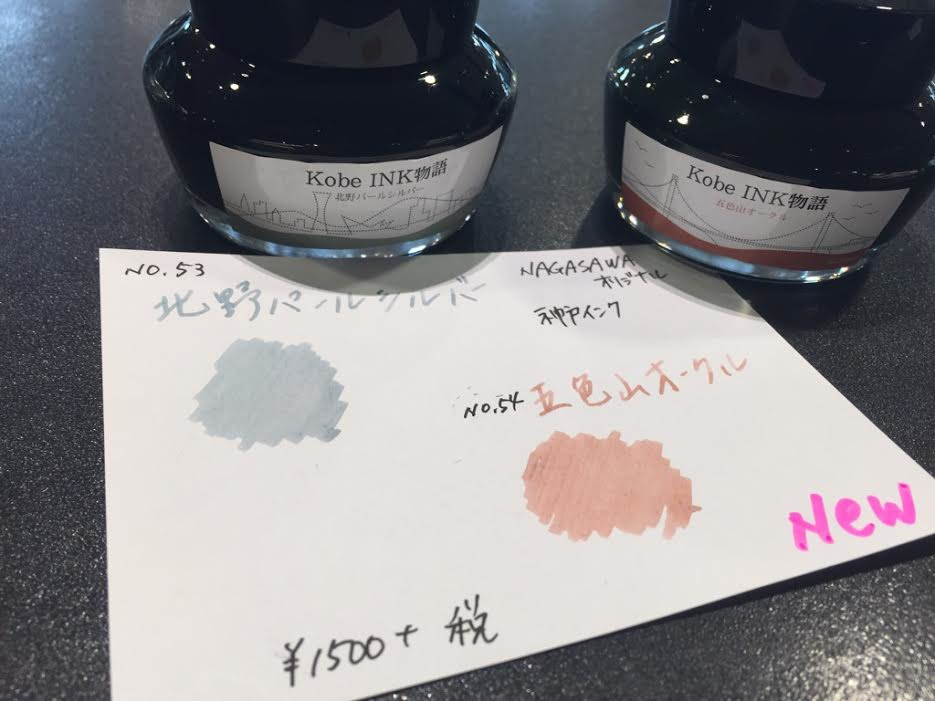 Kobe INK物語
北野パールシルバー
Kobe INK物語
五色山オークル
NO.53
北野パールシルバー
NAGASAWA
オリジナル
神戸インク
NO.54 五色山オークル
New
¥1500+税